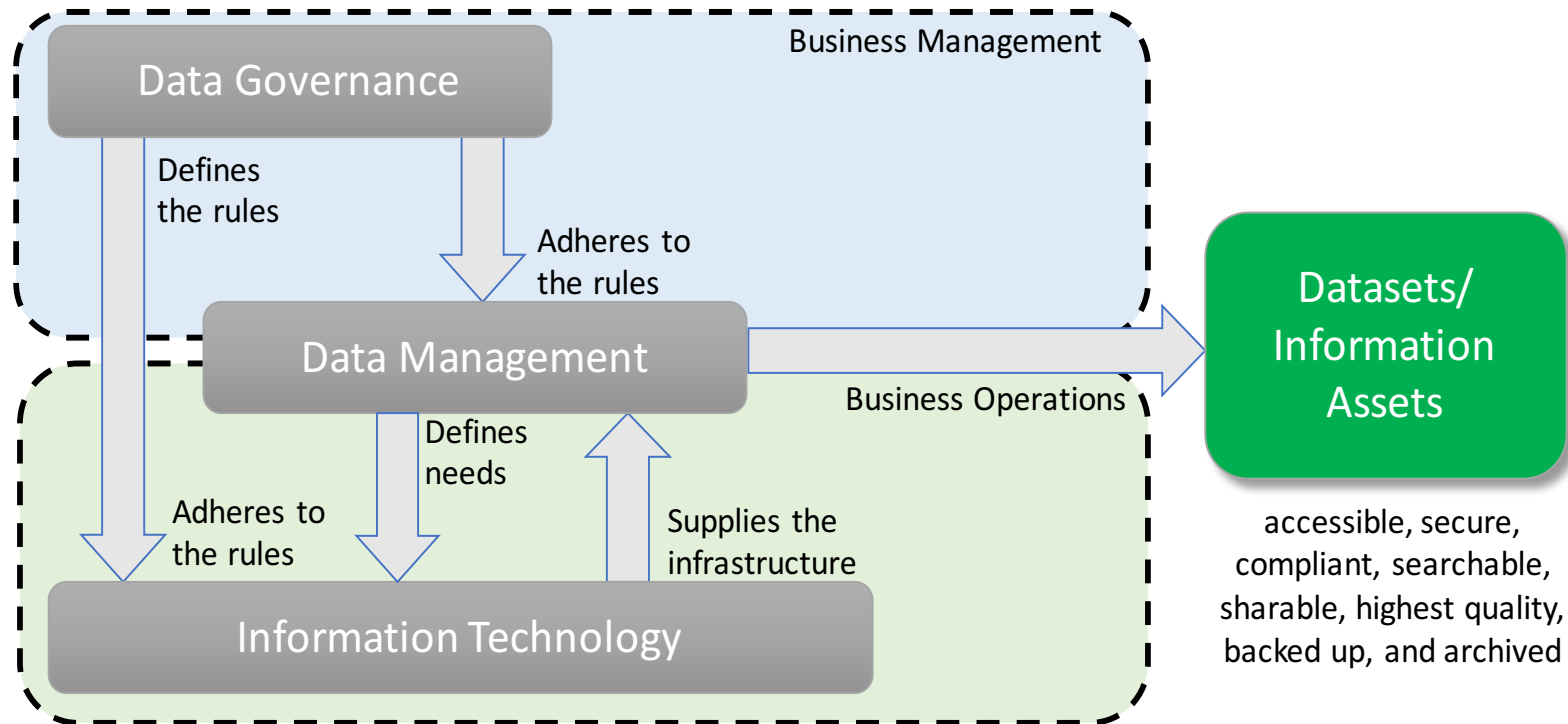 Business Management
Data Governance
Defines
the rules
Adheres to
the rules
Data Management
Datasets/
Information
Assets
Business Operations
Defines
needs
Adheres to
the rules
Supplies the
infrastructure
Information Technology
accessible, secure,
compliant, searchable,
sharable, highest quality,
backed up, and archived